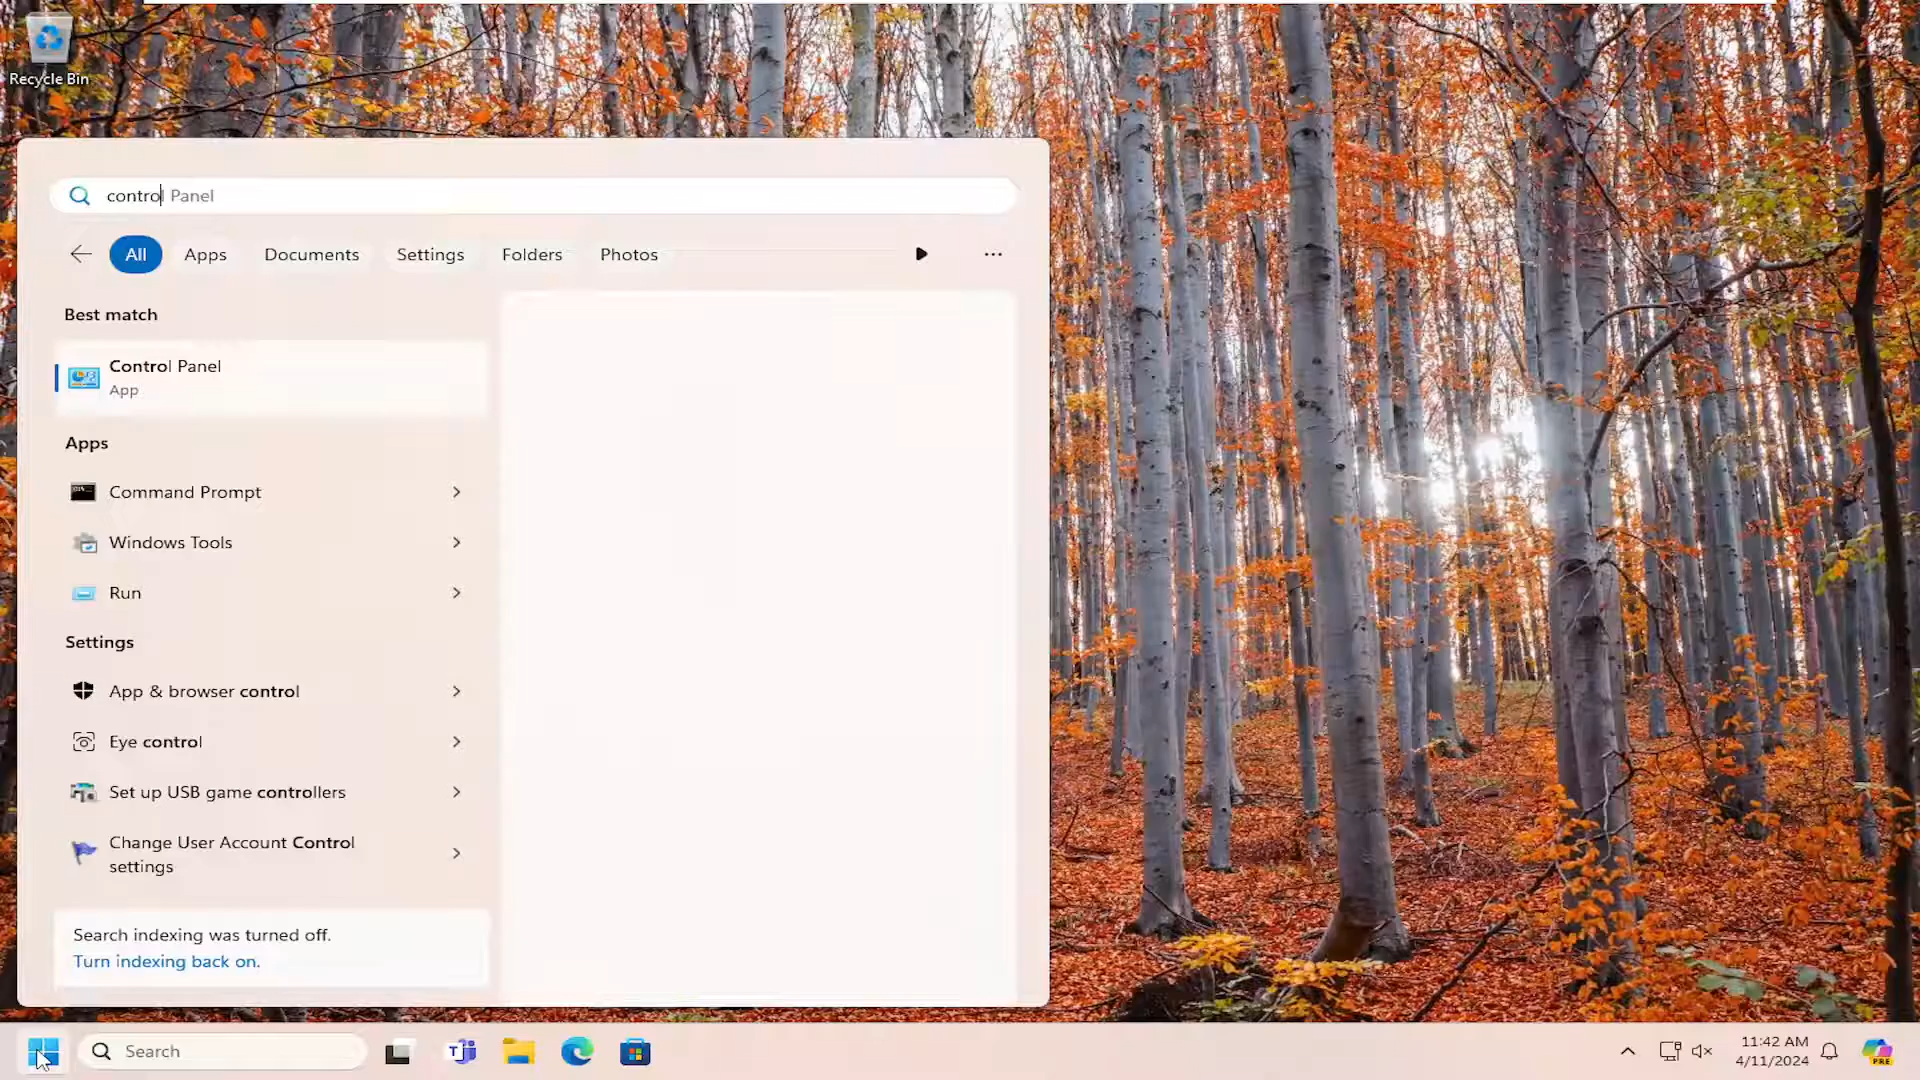 Recycle Bin
control Panel
All
Apps
Documents
Settings
Folders
Photos
Best match
Control Panel
App
Apps
Command Prompt
Windows Tools
Run
Settings
App & browser control
Eye control
Set up USB game controllers
Change User Account Control
settings
Search indexing was turned off.
Turn indexing back on.
Search
11:42 AM
4/11/2024
PRE